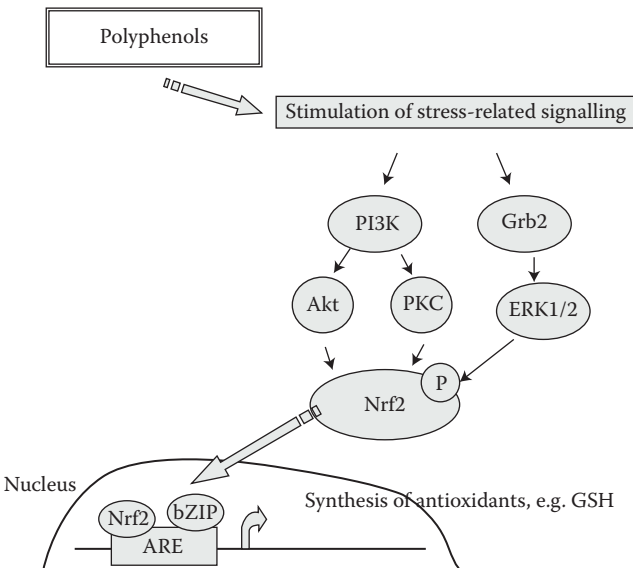 Polyphenols
Stimulation of stress-related signalling
PI3K
Grb2
Akt
PKC
ERK1/2
P
Nrf2
Nucleus
Synthesis of antioxidants, e.g. GSH
Nrf2
bZIP
ARE